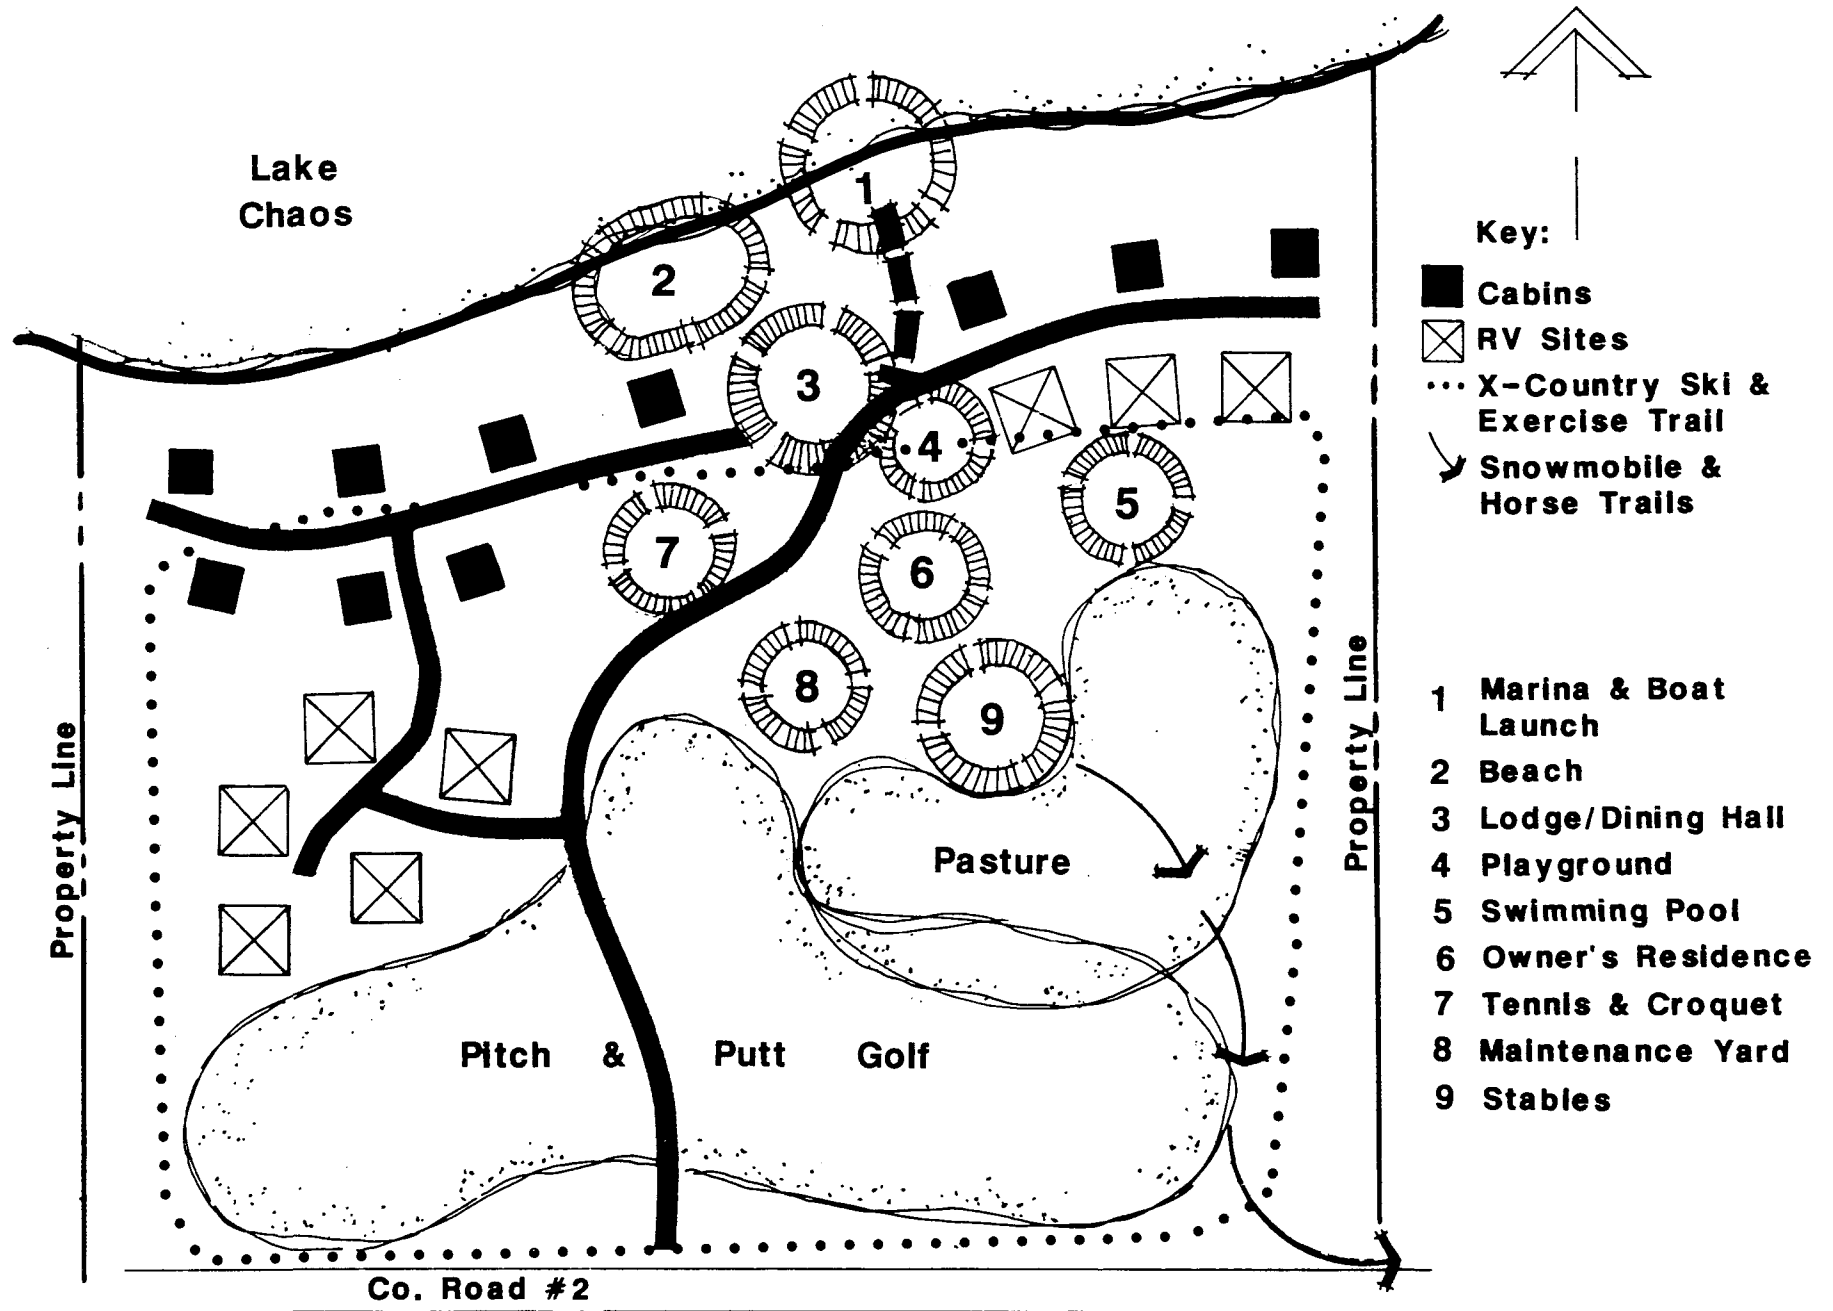 Lake
Chaos
1
2
3
4
5
6
7
8
9
Pasture
Pitch & Putt Golf
Property Line
Property Line
Co. Road #2
Key:
Cabins
RV Sites
X-Country Ski &
Exercise Trail
Snowmobile &
Horse Trails
1 Marina & Boat
Launch
2 Beach
3 Lodge/Dining Hall
4 Playground
5 Swimming Pool
6 Owner's Residence
7 Tennis & Croquet
8 Maintenance Yard
9 Stables